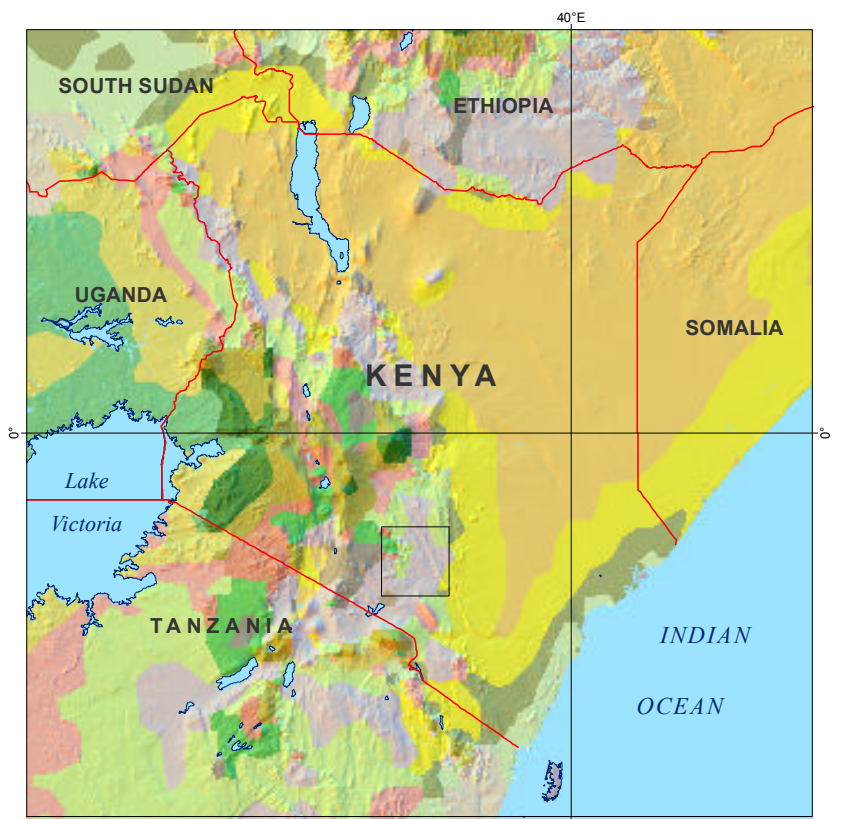 40°E
SOUTH SUDAN
ETHIOPIA
UGANDA
SOMALIA
KENYA
0°
0°
Lake
Victoria
TANZANIA
INDIAN
OCEAN